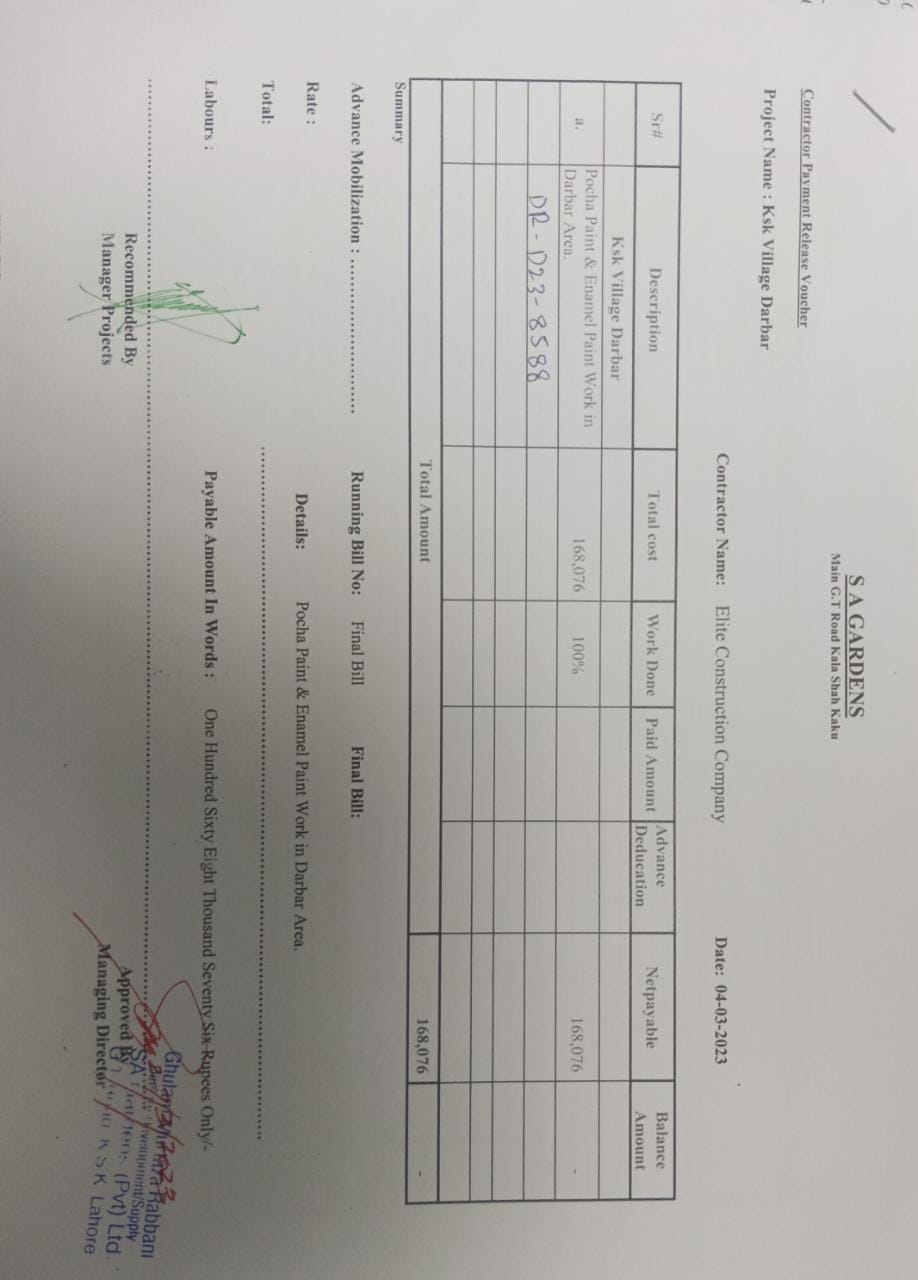 S A GARDENS
Main G.T Road Kala Shah Kaku
Contractor Payment Release Voucher
Project Name : Ksk Village Darbar
Contractor Name: Elite Construction Company Date: 04-03-2023
Sr# Description Total cost Work Done Paid Amount Advance Deducation Netpayable Balance Amount
Ksk Village Darbar
a. Pocha Paint & Enamel Paint Work in Darbar Area. 168,076 100% 168,076 -
DR-D23-8588
Total Amount 168,076 -
Summary
Advance Mobilization : .......................... Running Bill No: Final Bill Final Bill:
Rate : Details: Pocha Paint & Enamel Paint Work in Darbar Area.
Total:
Labours : Payable Amount In Words : One Hundred Sixty Eight Thousand Seventy Six Rupees Only/-
Recommended By
Manager Projects
Approved By
Managing Director
Ghulam Rabbani
Development/Supply
SA Gardens (Pvt) Ltd.
KSK Lahore